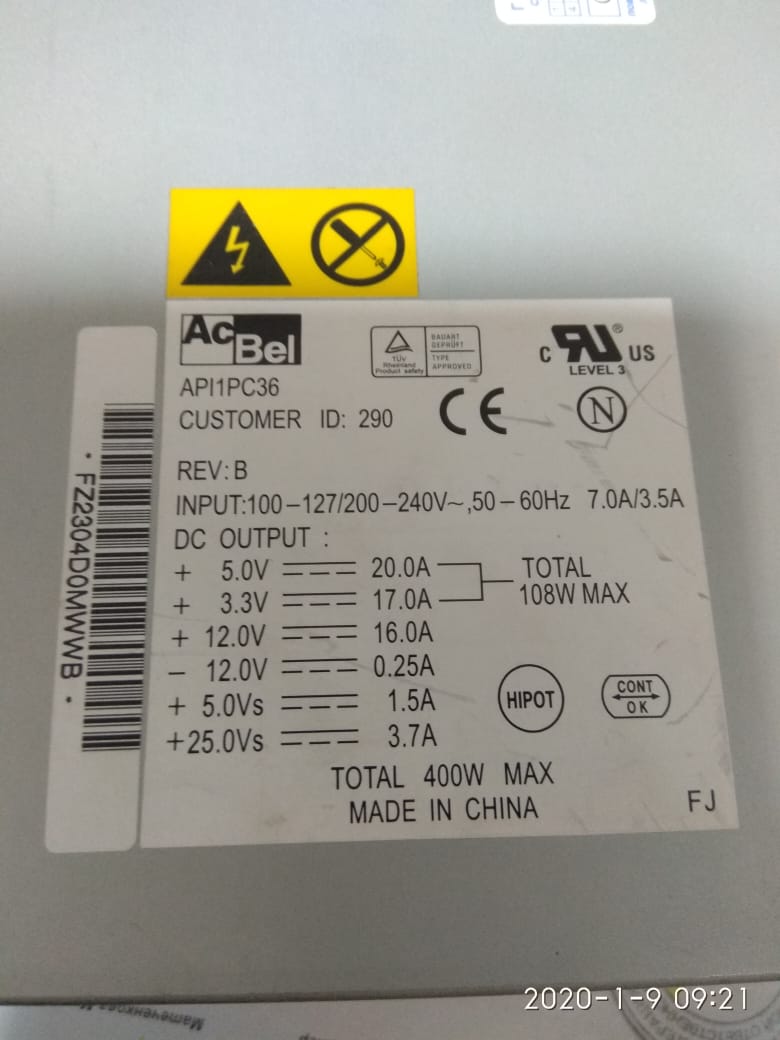 AcBel
TÜV
Rheinland
Product safety
BAUART
GEPRÜFT
TYPE
APPROVED
C RU ® US
LEVEL 3
API1PC36
CUSTOMER ID: 290
CE
N
REV: B
INPUT:100–127/200–240V~,50–60Hz 7.0A/3.5A
DC OUTPUT :
+ 5.0V 20.0A
+ 3.3V 17.0A
TOTAL
108W MAX
+ 12.0V 16.0A
– 12.0V 0.25A
+ 5.0Vs 1.5A
+25.0Vs 3.7A
HIPOT
CONT
OK
TOTAL 400W MAX
MADE IN CHINA
FJ
· FZ2304D0MWWB ·
2020-1-9 09:21